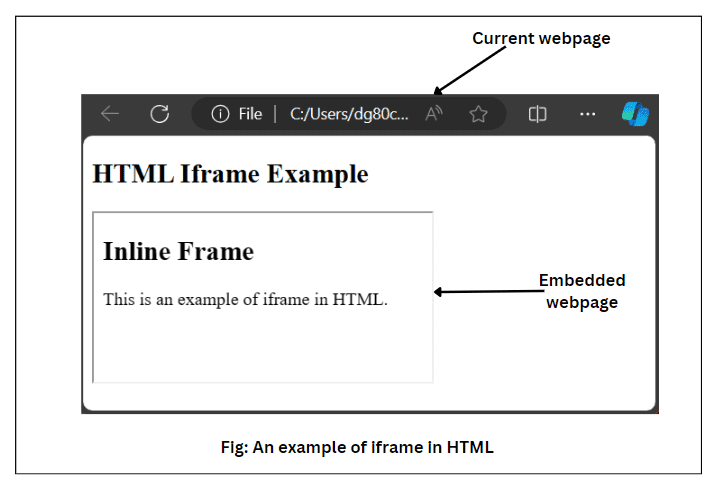 Current webpage
File | C:/Users/dg80c...
HTML Iframe Example
Inline Frame
This is an example of iframe in HTML.
Embedded
webpage
Fig: An example of iframe in HTML